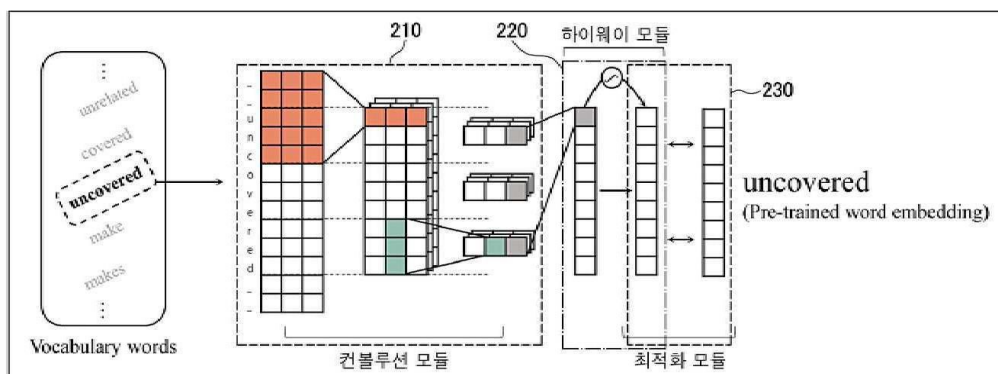 210
220
하이웨이 모듈
230
⋮
unrelated
covered
uncovered
make
makes
⋮
Vocabulary words
-
-
u
n
c
o
v
e
r
e
d
-
-
컨볼루션 모듈
최적화 모듈
uncovered
(Pre-trained word embedding)